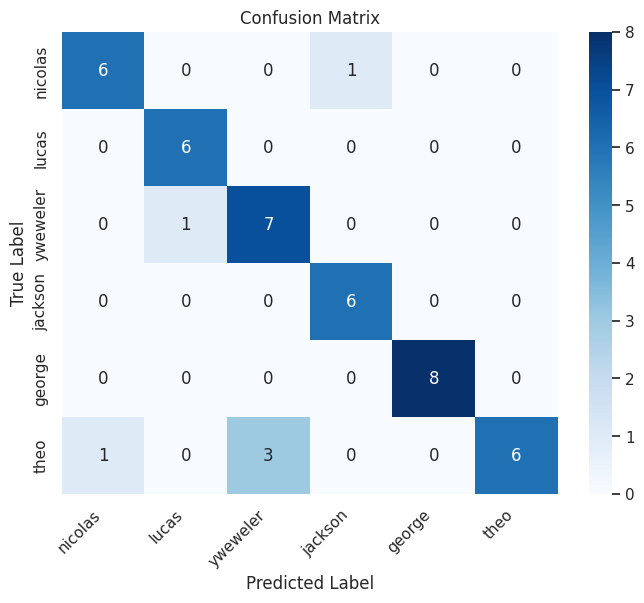 Confusion Matrix
True Label
nicolas 6 0 0 1 0 0
lucas 0 6 0 0 0 0
yweweler 0 1 7 0 0 0
jackson 0 0 0 6 0 0
george 0 0 0 0 8 0
theo 1 0 3 0 0 6
nicolas lucas yweweler jackson george theo
Predicted Label
8
7
6
5
4
3
2
1
0